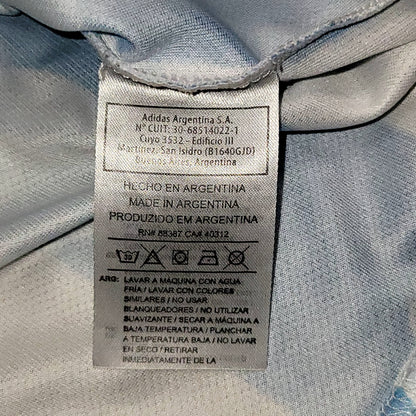 Adidas Argentina S.A.
N° CUIT: 30-68514022-1
Cuyo 3532 - Edificio III
Martinez, San Isidro (B1640GJD)
Buenos Aires, Argentina
HECHO EN ARGENTINA
MADE IN ARGENTINA
PRODUZIDO EM ARGENTINA
RN# 88387 CA# 40312
30
ARG: LAVAR A MÁQUINA CON AGUA
FRÍA / LAVAR CON COLORES
SIMILARES / NO USAR
BLANQUEADORES / NO UTILIZAR
SUAVIZANTE / SECAR A MÁQUINA A
BAJA TEMPERATURA / PLANCHAR
A TEMPERATURA BAJA / NO LAVAR
EN SECO / RETIRAR
INMEDIATAMENTE DE LA